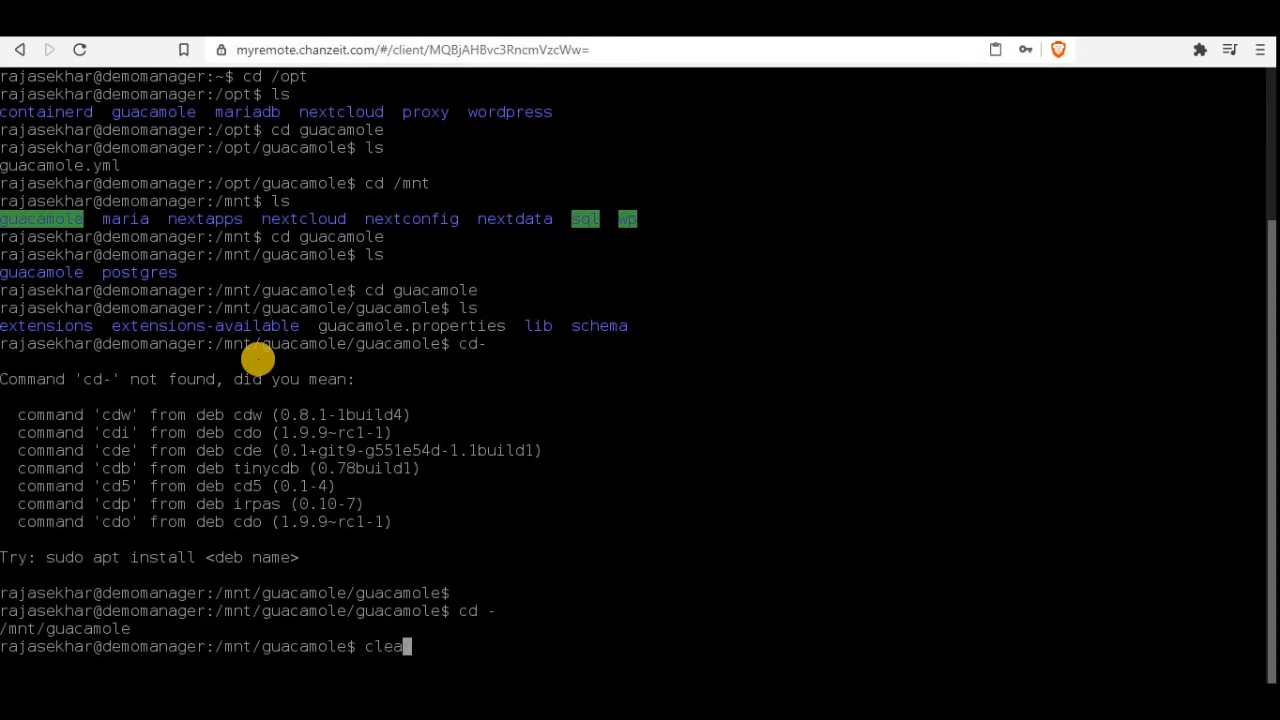 myremote.chanzeit.com/#/client/MQBjAHBvc3RncmVzcWw=
rajasekhar@demomanager:~$ cd /opt
rajasekhar@demomanager:/opt$ ls
containerd  guacamole  mariadb  nextcloud  proxy  wordpress
rajasekhar@demomanager:/opt$ cd guacamole
rajasekhar@demomanager:/opt/guacamole$ ls
guacamole.yml
rajasekhar@demomanager:/opt/guacamole$ cd /mnt
rajasekhar@demomanager:/mnt$ ls
guacamole  maria  nextapps  nextcloud  nextconfig  nextdata  sql  wp
rajasekhar@demomanager:/mnt$ cd guacamole
rajasekhar@demomanager:/mnt/guacamole$ ls
guacamole  postgres
rajasekhar@demomanager:/mnt/guacamole$ cd guacamole
rajasekhar@demomanager:/mnt/guacamole/guacamole$ ls
extensions  extensions-available  guacamole.properties  lib  schema
rajasekhar@demomanager:/mnt/guacamole/guacamole$ cd-
Command 'cd-' not found, did you mean:
command 'cdw' from deb cdw (0.8.1-1build4)
command 'cdi' from deb cdo (1.9.9~rc1-1)
command 'cde' from deb cde (0.1+git9-g551e54d-1.1build1)
command 'cdb' from deb tinycdb (0.78build1)
command 'cd5' from deb cd5 (0.1-4)
command 'cdp' from deb irpas (0.10-7)
command 'cdo' from deb cdo (1.9.9~rc1-1)
Try: sudo apt install <deb name>
rajasekhar@demomanager:/mnt/guacamole/guacamole$
rajasekhar@demomanager:/mnt/guacamole/guacamole$ cd -
/mnt/guacamole
rajasekhar@demomanager:/mnt/guacamole$ clea